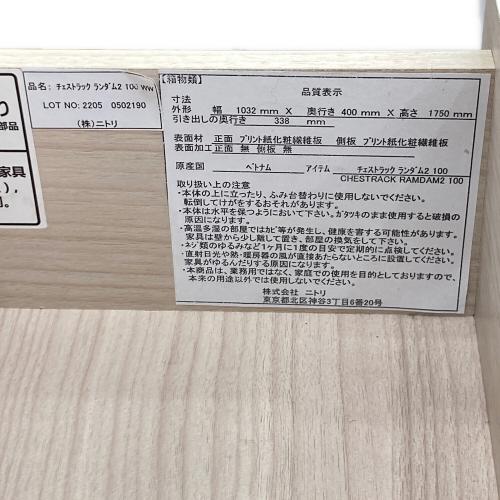 り
部品
家具
)、
。
品名: チェストラック ランダム2 100 WW
LOT NO: 2205 0502190
(株)ニトリ
【箱物類】
品質表示
寸法
外形 幅 1032 mm X 奥行き 400 mm X 高さ 1750 mm
引き出しの奥行き 338 mm
表面材 正面 プリント紙化粧繊維板 側板 プリント紙化粧繊維板
表面加工 正面 無 側板 無
原産国 ベトナム アイテム チェストラック ランダム2 100
CHESTRACK RAMDAM2 100
取り扱い上の注意
・本体の上に立ったり、ふみ台替わりに使用しないでください。
転倒してけがをするおそれがあります。
・本体は水平を保つようにおいて下さい。ガタツキのまま使用すると破損の
原因になります。
・高温多湿の部屋ではカビ等が発生し、健康を害する可能性があります。
家具は壁から少し離して置き、部屋の換気をして下さい。
・ネジ類のゆるみなど1ヶ月に1度の目安で定期的に点検してください。
・直射日光や熱・暖房器の風が直接あたらないところに設置してください。
家具がゆるんだりする原因になります。
・本商品は、業務用ではなく、家庭での使用を目的としておりますので、
本来の用途以外では使用しないでください。
株式会社 ニトリ
東京都北区神谷3丁目6番20号